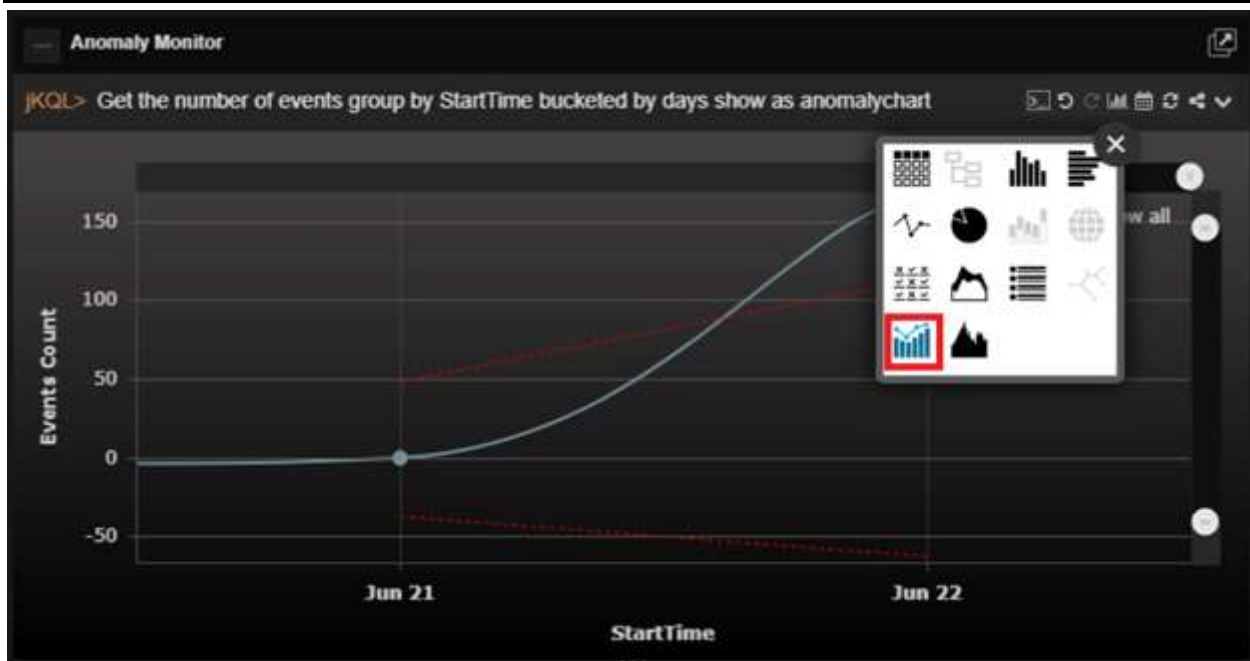 Anomaly Monitor
jKQL> Get the number of events group by StartTime bucketed by days show as anomalychart
w all
150
100
50
0
-50
Events Count
Jun 21
Jun 22
StartTime